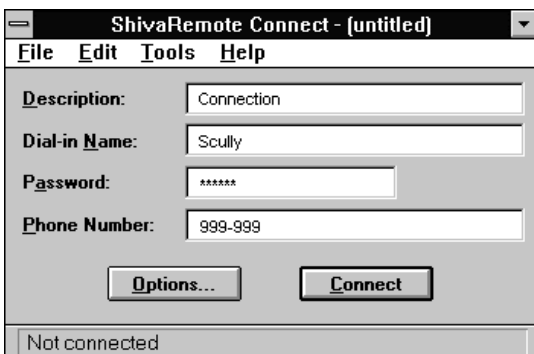 ShivaRemote Connect - (untitled)
File Edit Tools Help
Description: Connection
Dial-in Name: Scully
Password: ******
Phone Number: 999-999
Options... Connect
Not connected